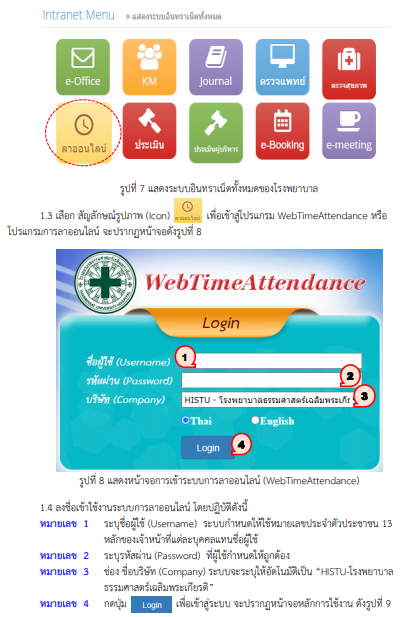 Intranet Menu » แสดงระบบอินทราเน็ตทั้งหมด
e-Office
KM
Journal
ตรวจแพทย์
ตรวจสุขภาพ
ลาออนไลน์
ประเมิน
ประเมินผู้บริหาร
e-Booking
e-meeting
รูปที่ 7 แสดงระบบอินทราเน็ตทั้งหมดของโรงพยาบาล
1.3 เลือก สัญลักษณ์รูปภาพ (Icon) ลาออนไลน์ เพื่อเข้าสู่โปรแกรม WebTimeAttendance หรือ
โปรแกรมการลาออนไลน์ จะปรากฏหน้าจอดังรูปที่ 8
WebTimeAttendance
Login
ชื่อผู้ใช้ (Username) 1
รหัสผ่าน (Password) 2
บริษัท (Company) HISTU - โรงพยาบาลธรรมศาสตร์เฉลิมพระเกีย 3
Thai English
Login 4
รูปที่ 8 แสดงหน้าจอการเข้าระบบการลาออนไลน์ (WebTimeAttendance)
1.4 ลงชื่อเข้าใช้งานระบบการลาออนไลน์ โดยปฏิบัติดังนี้
หมายเลข 1 ระบุชื่อผู้ใช้ (Username) ระบบกำหนดให้ใช้หมายเลขประจำตัวประชาชน 13
หลักของเจ้าหน้าที่แต่ละบุคคลแทนชื่อผู้ใช้
หมายเลข 2 ระบุรหัสผ่าน (Password) ที่ผู้ใช้กำหนดให้ถูกต้อง
หมายเลข 3 ช่อง ชื่อบริษัท (Company) ระบบจะระบุให้อัตโนมัติเป็น “HISTU-โรงพยาบาล
ธรรมศาสตร์เฉลิมพระเกียรติ”
หมายเลข 4 กดปุ่ม Login เพื่อเข้าสู่ระบบ จะปรากฏหน้าจอหลักการใช้งาน ดังรูปที่ 9